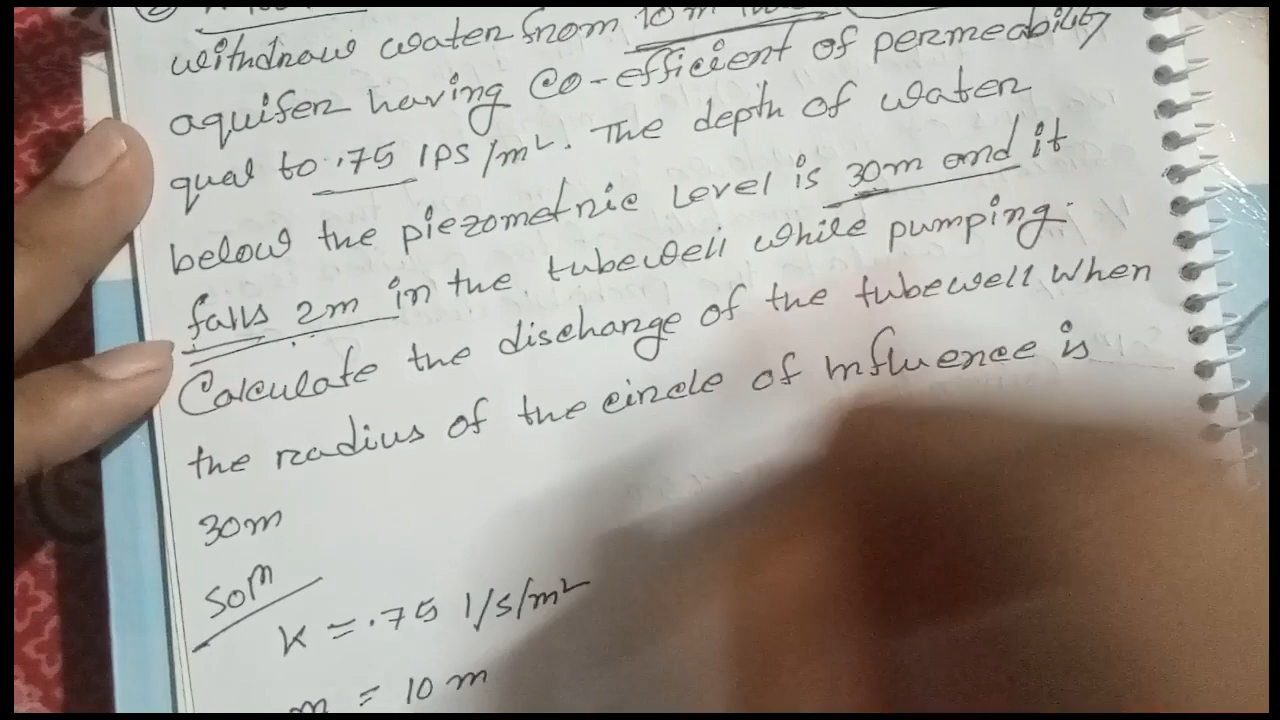 withdraw water from 10m
aquifer having co-efficient of permeability
qual to .75 lps/m². The depth of water
below the piezometric level is 30m and it
falls 2m in the tubewell while pumping.
Calculate the discharge of the tubewell when
the radius of the circle of influence is
30m
Soln
K = .75 l/s/m²
m = 10 m